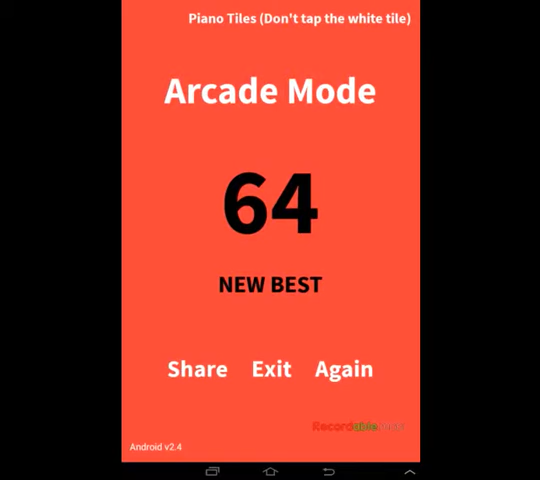 Piano Tiles (Don't tap the white tile)
Arcade Mode
64
NEW BEST
Share Exit Again
Android v2.4